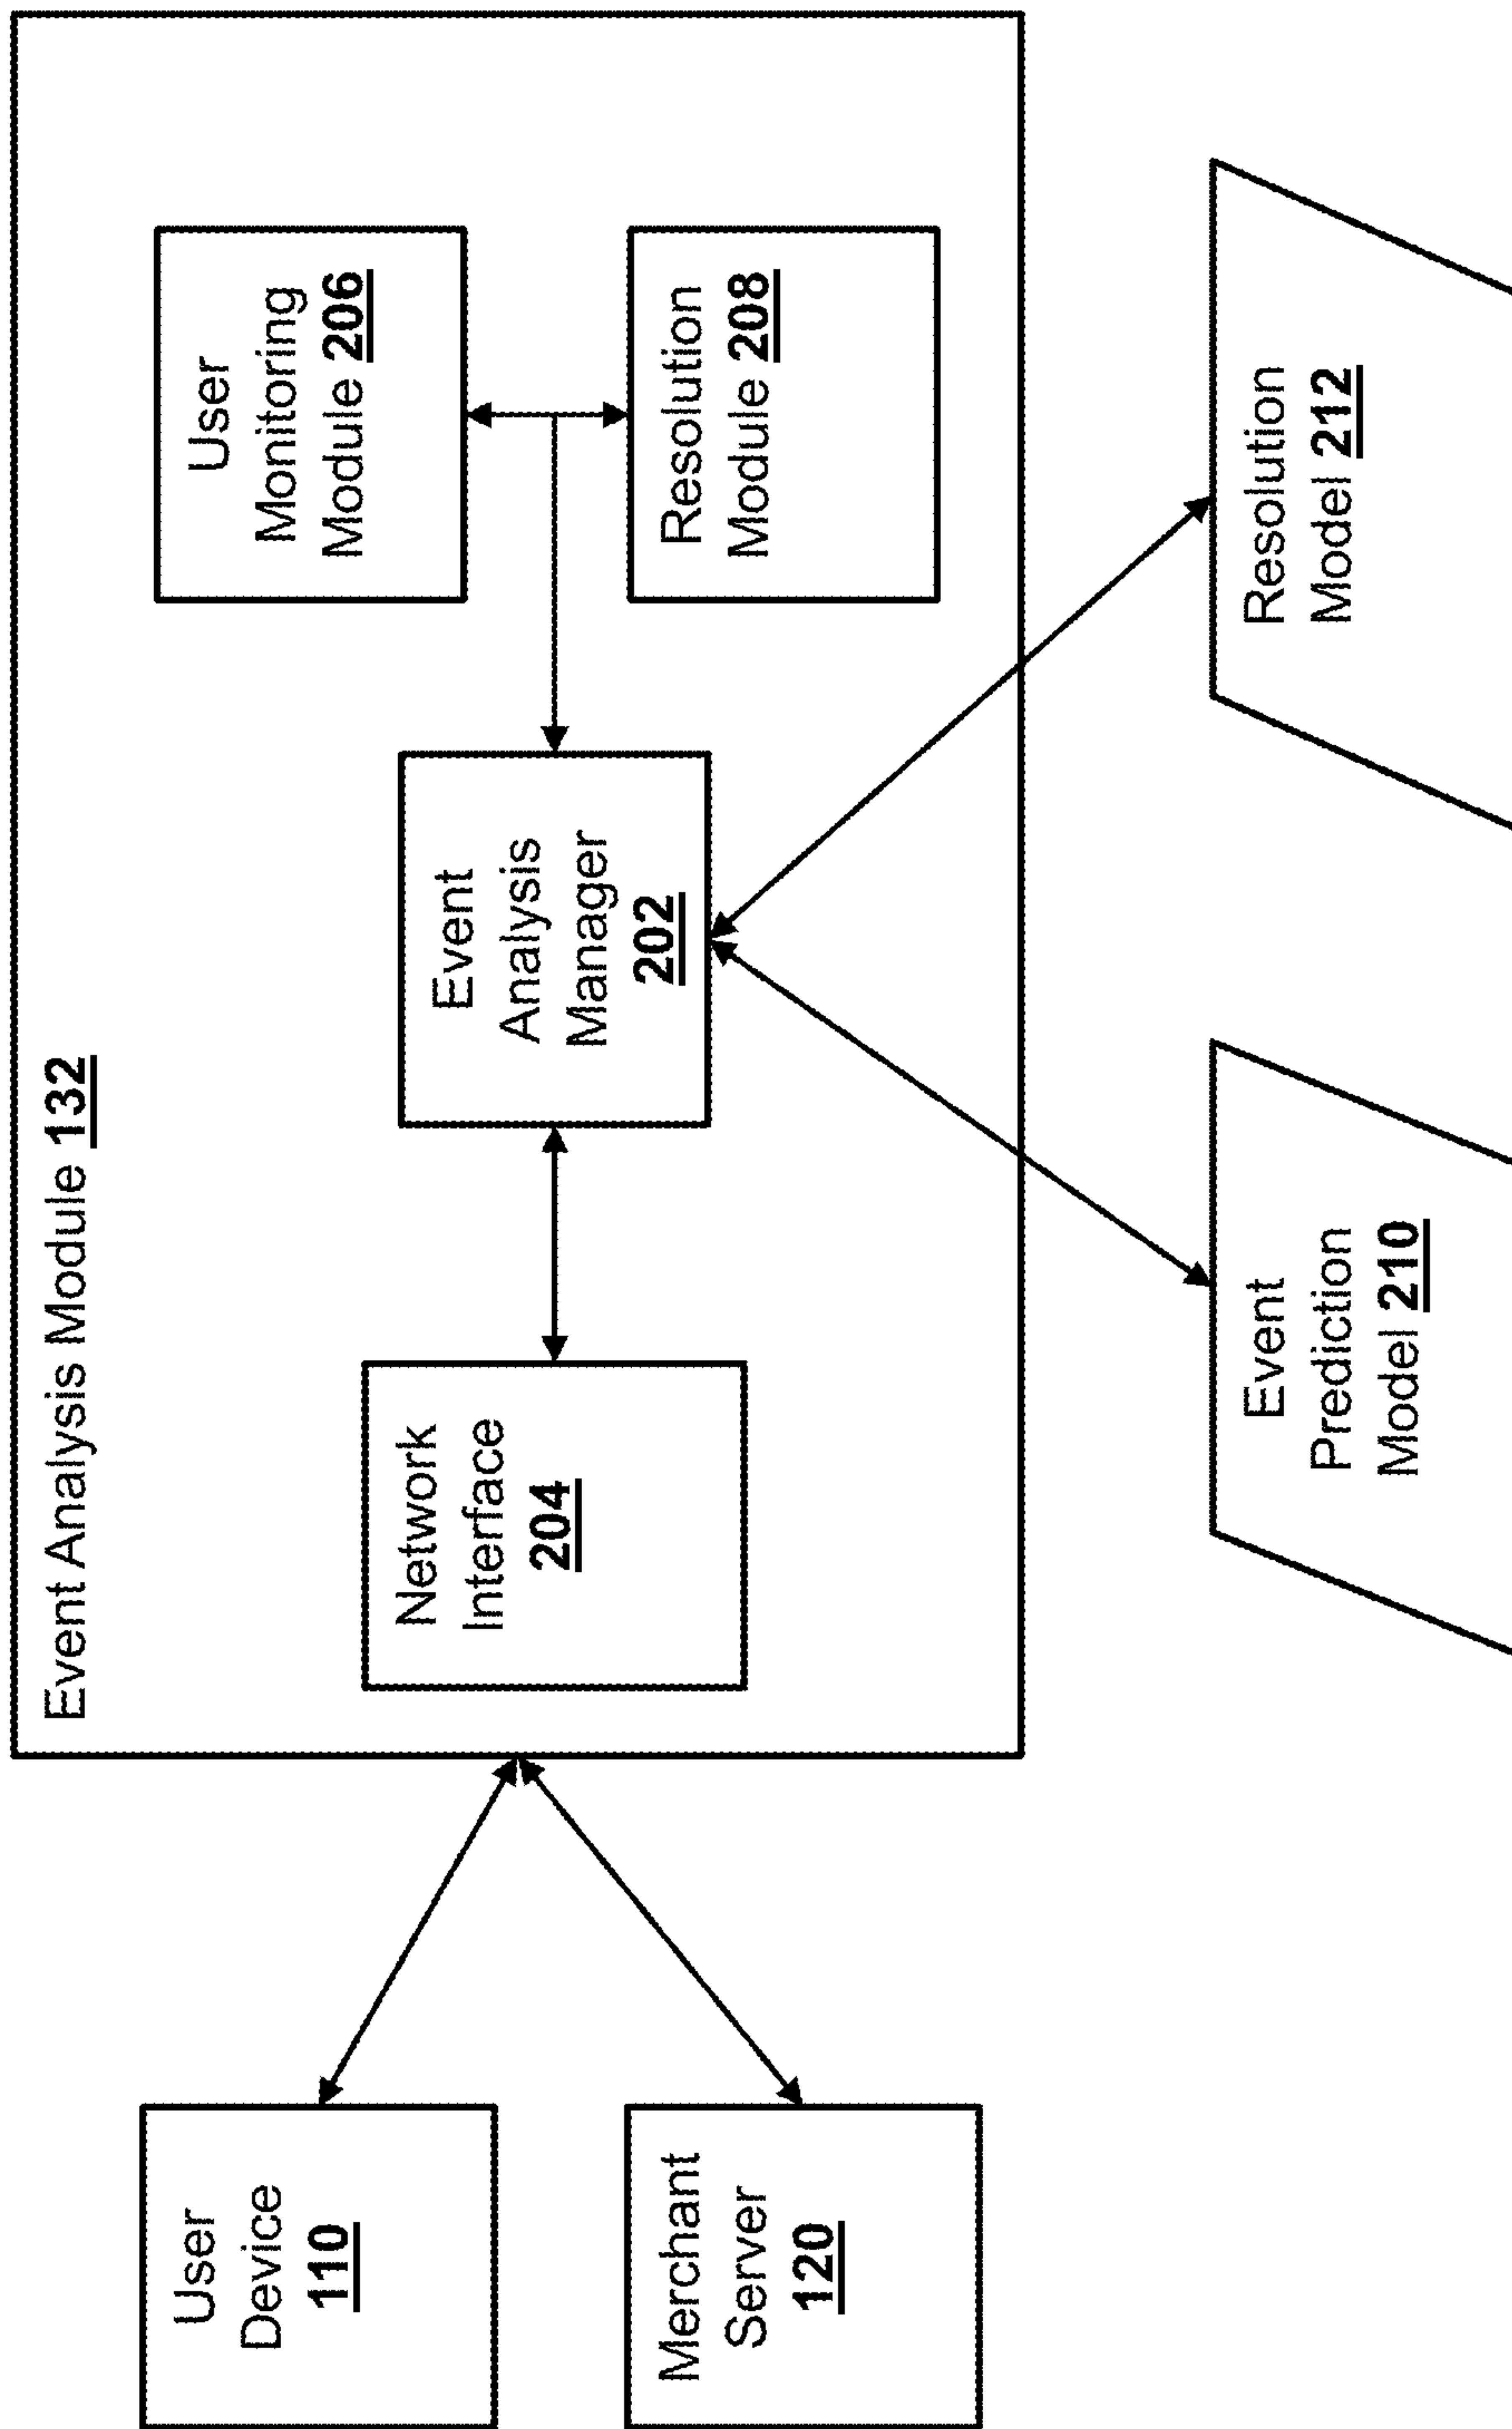 Event Analysis Module 132
User
Device
110
Merchant
Server
120
Network
Interface
204
Event
Analysis
Manager
202
User
Monitoring
Module 206
Resolution
Module 208
Event
Prediction
Model 210
Resolution
Model 212